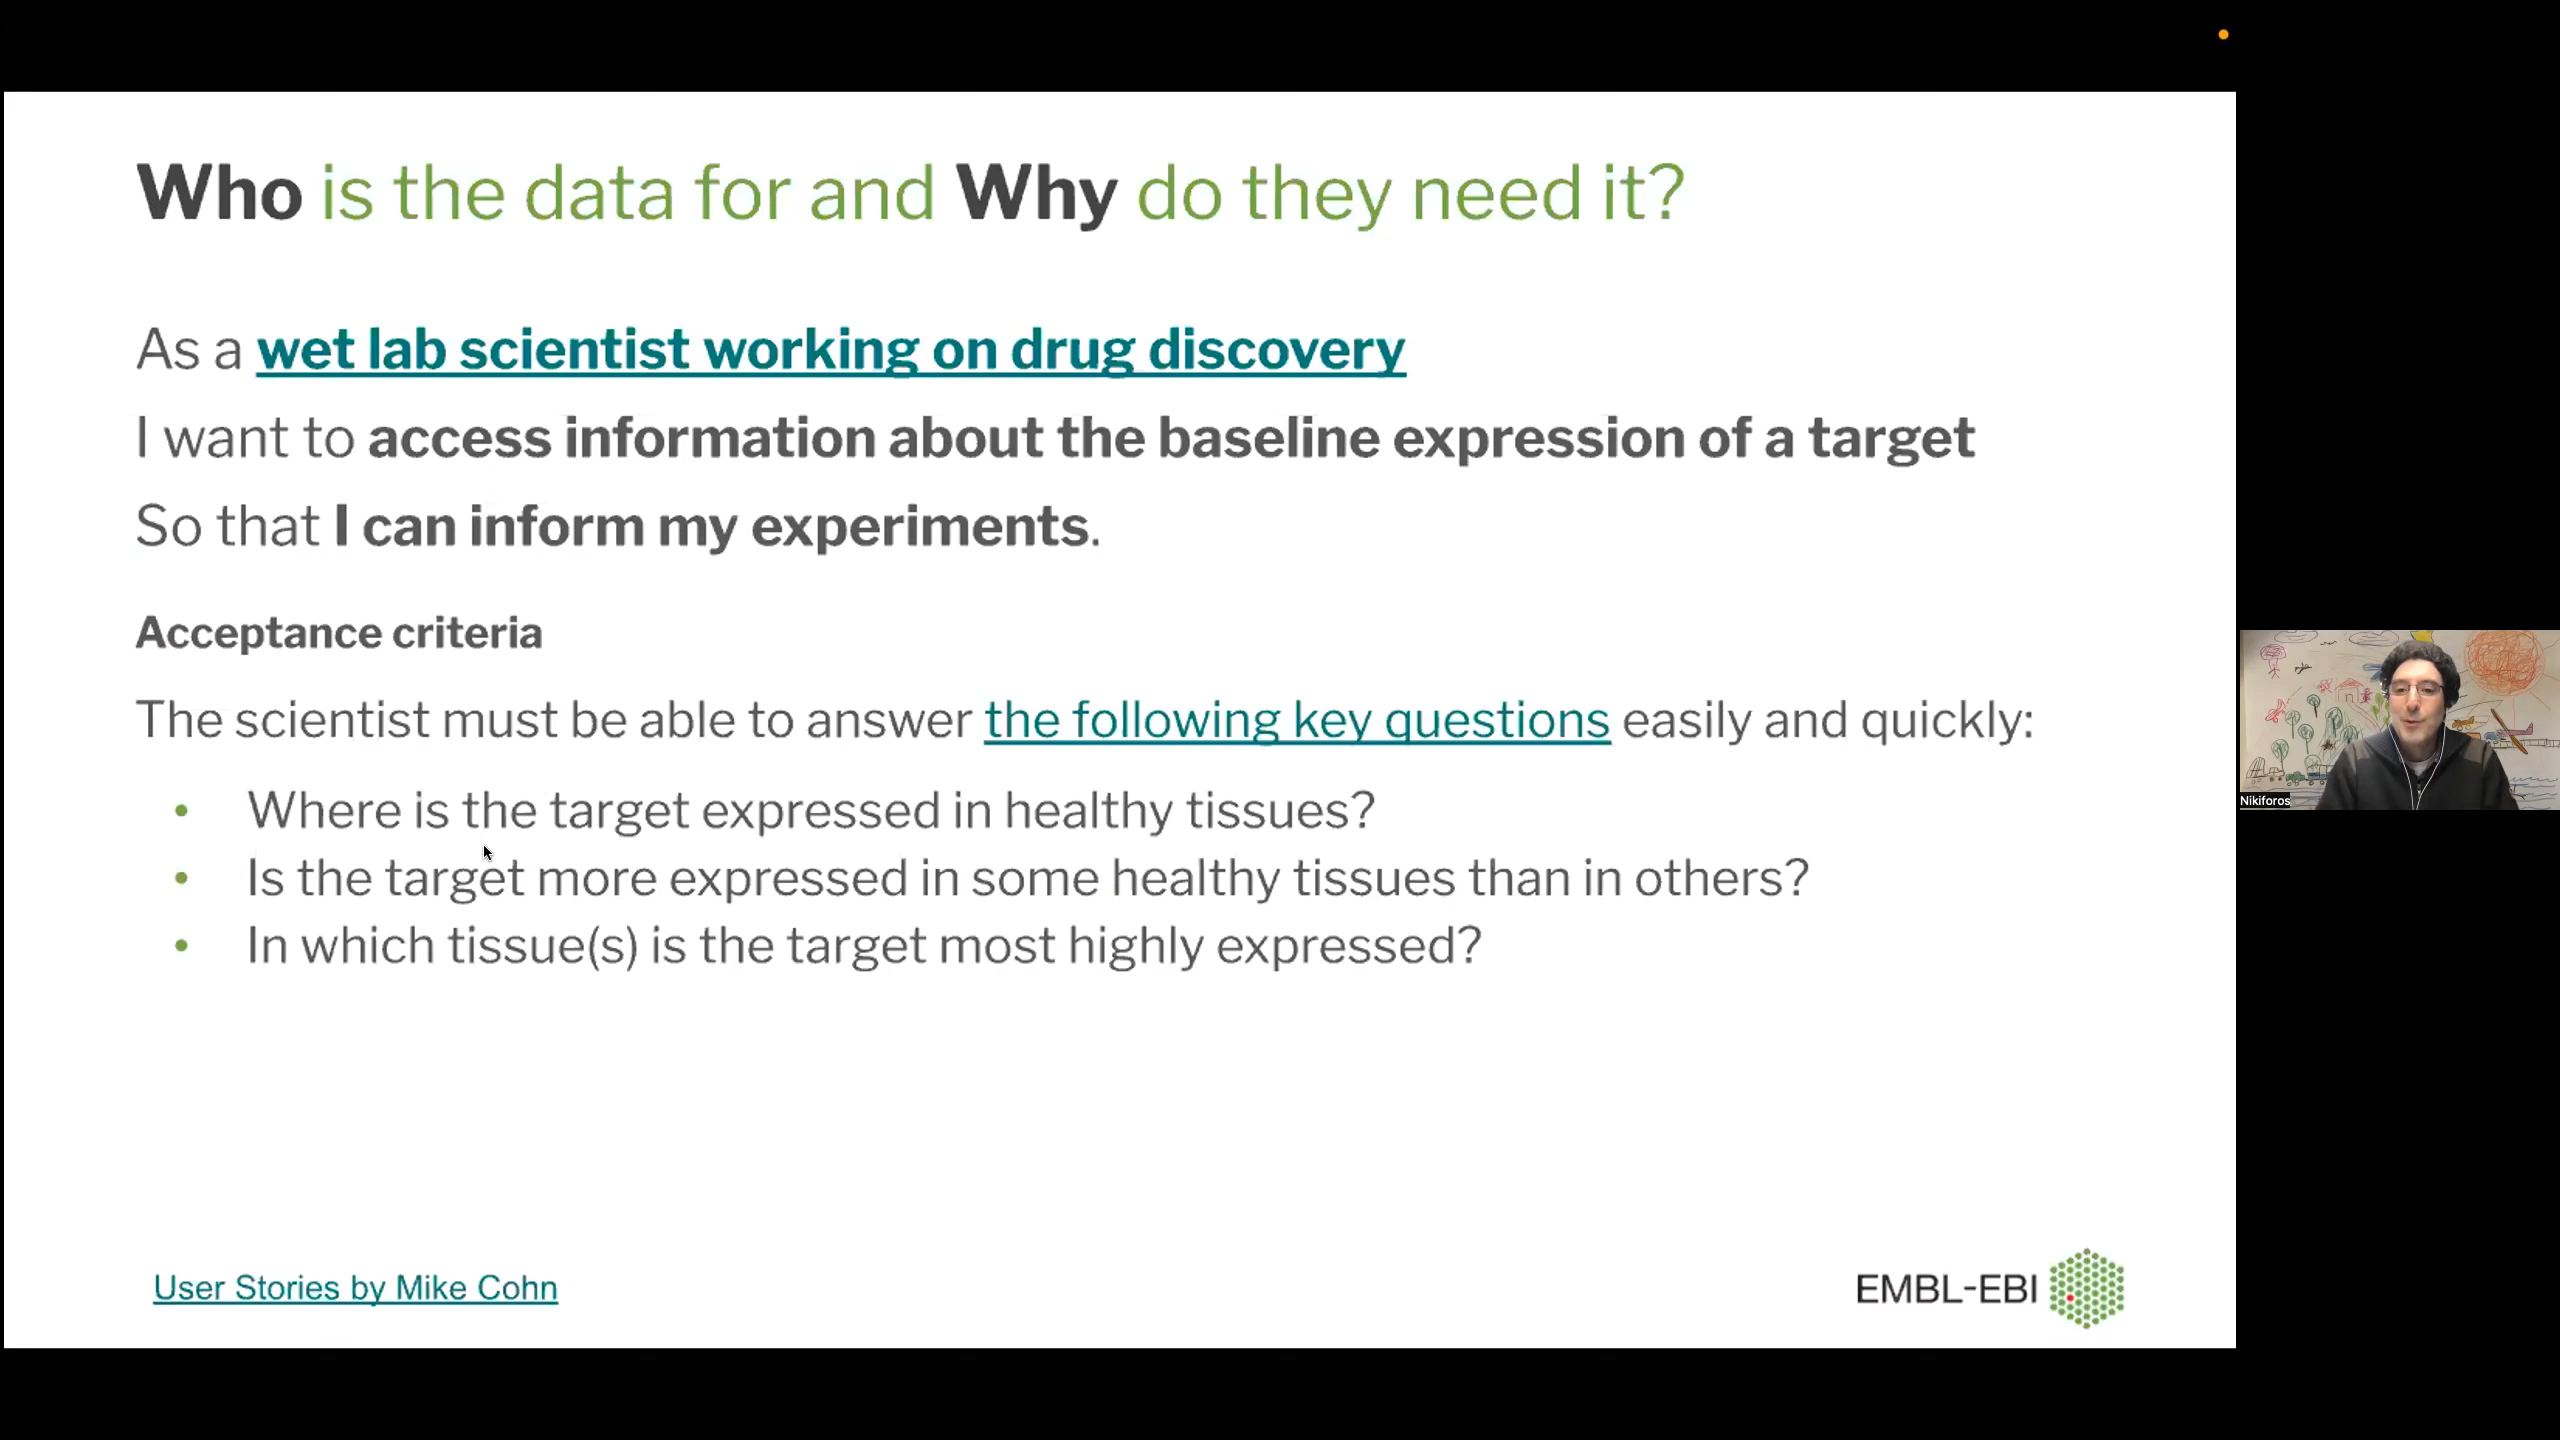 Who is the data for and Why do they need it?
As a wet lab scientist working on drug discovery
I want to access information about the baseline expression of a target
So that I can inform my experiments.
Acceptance criteria
The scientist must be able to answer the following key questions easily and quickly:
• Where is the target expressed in healthy tissues?
• Is the target more expressed in some healthy tissues than in others?
• In which tissue(s) is the target most highly expressed?
User Stories by Mike Cohn
EMBL-EBI
Nikiforos